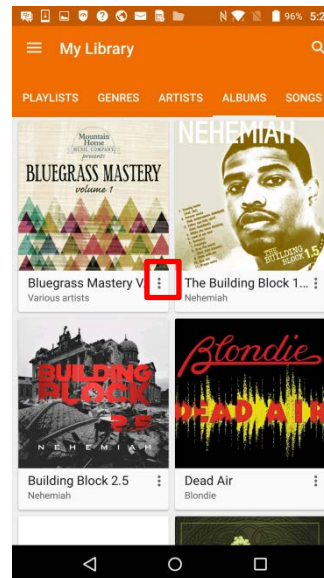 96% 5:2
My Library
PLAYLISTS GENRES ARTISTS ALBUMS SONGS
Mountain
Home
MUSIC COMPANY
presents
BLUEGRASS MASTERY
volume 1
NEHEMIAH
THE
BUILDING
BLOCK 1.5
Bluegrass Mastery V
Various artists
The Building Block 1...
Nehemiah
BUILDING
BLOCK
2.5
NEHEMIAH
Blondie
DEAD AIR
Building Block 2.5
Nehemiah
Dead Air
Blondie